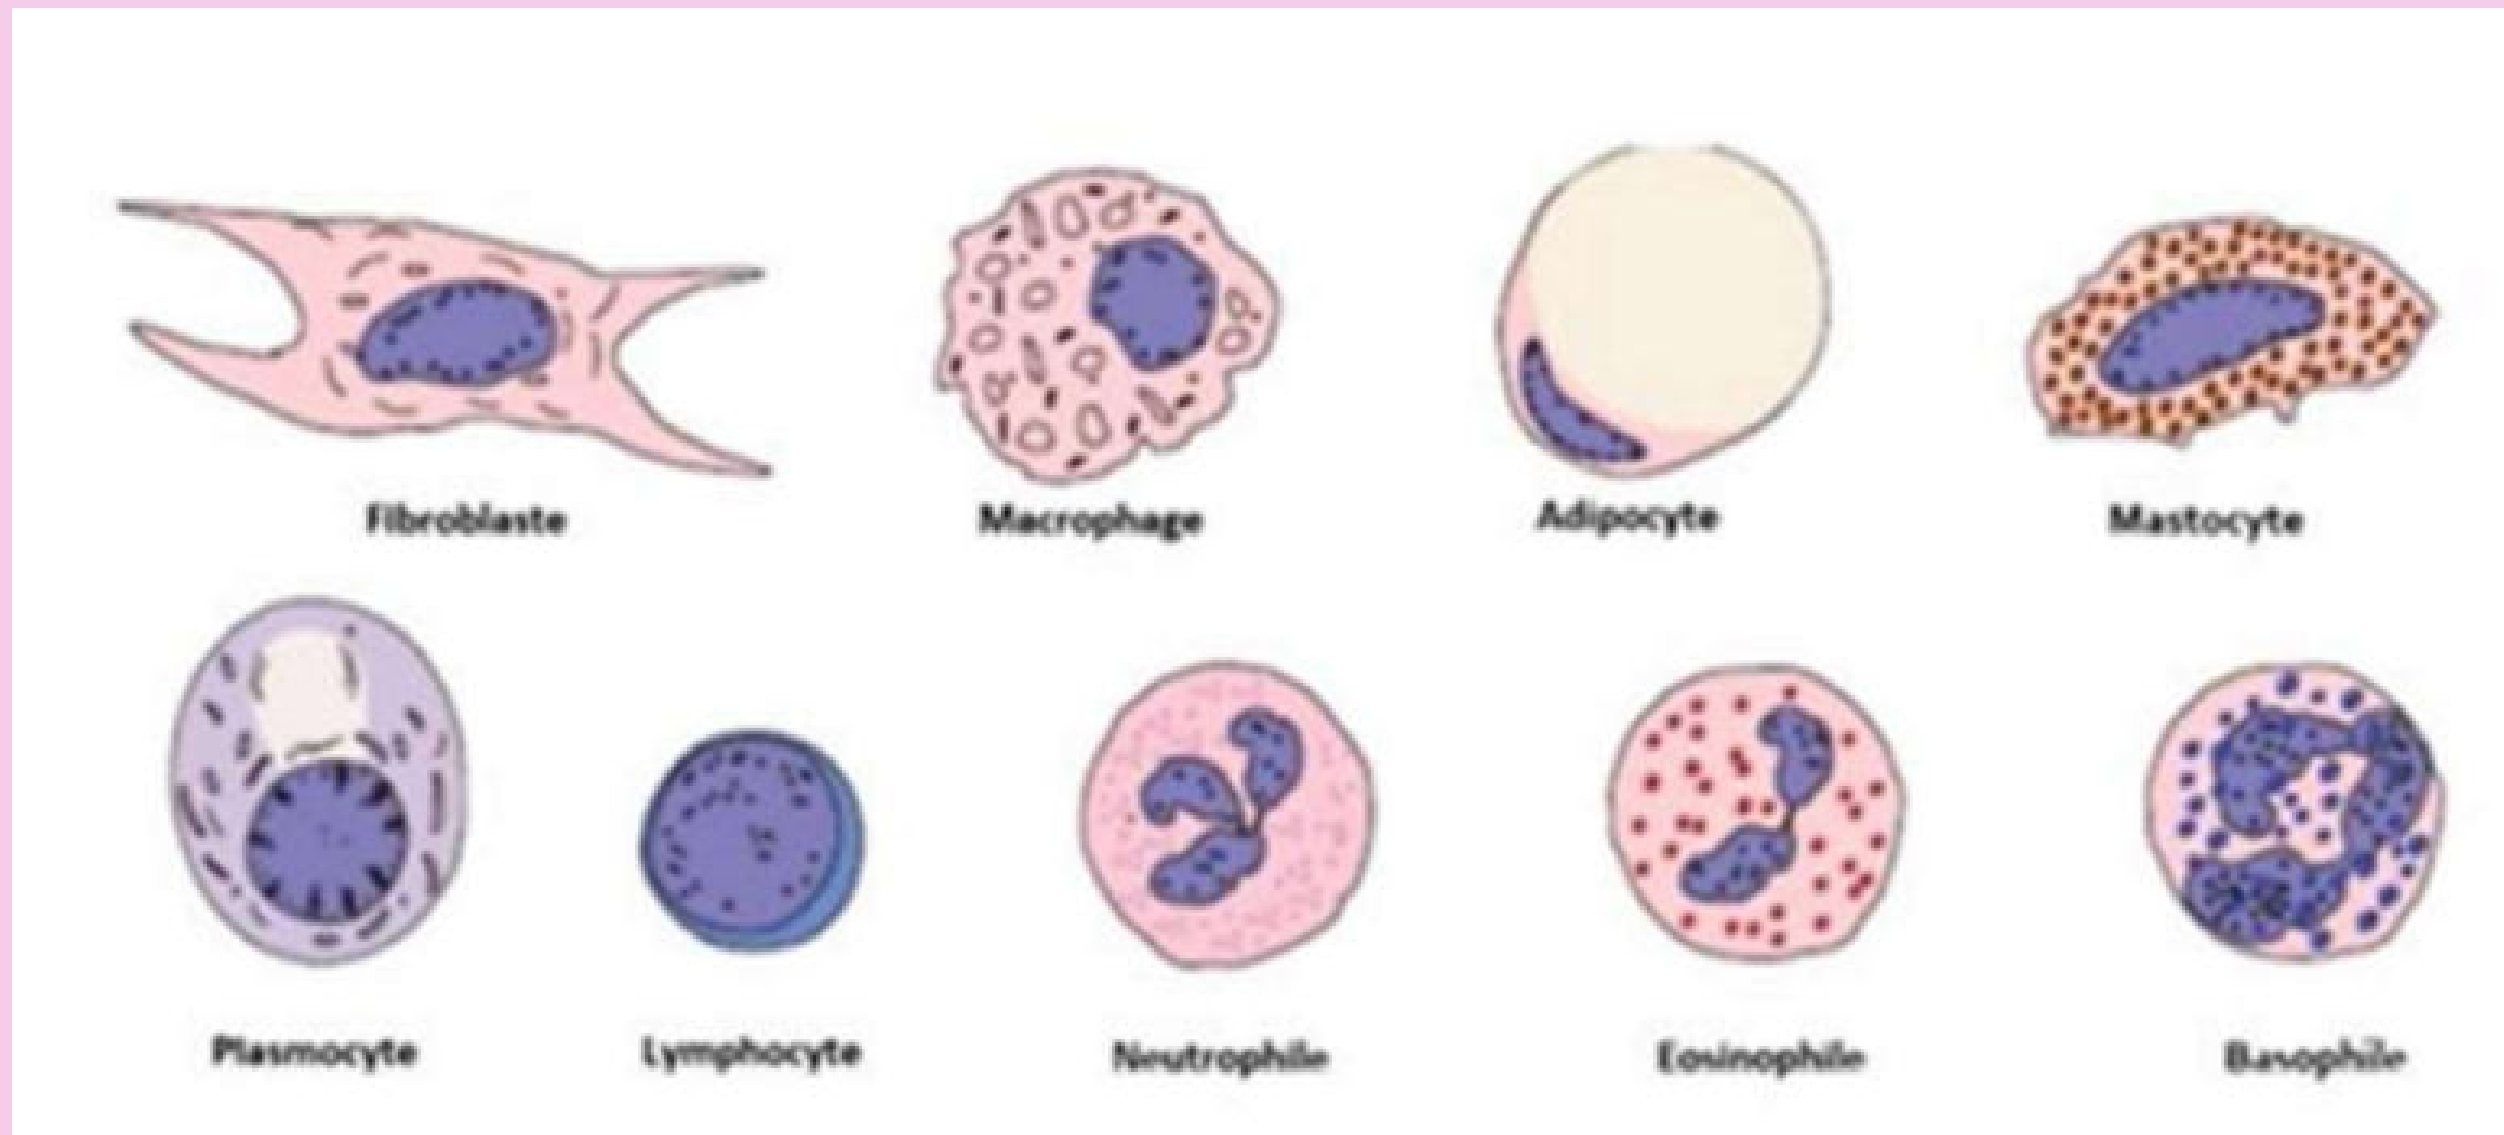 Fibroblaste
Macrophage
Adipocyte
Mastocyte
Plasmocyte
Lymphocyte
Neutrophile
Eosinophile
Basophile